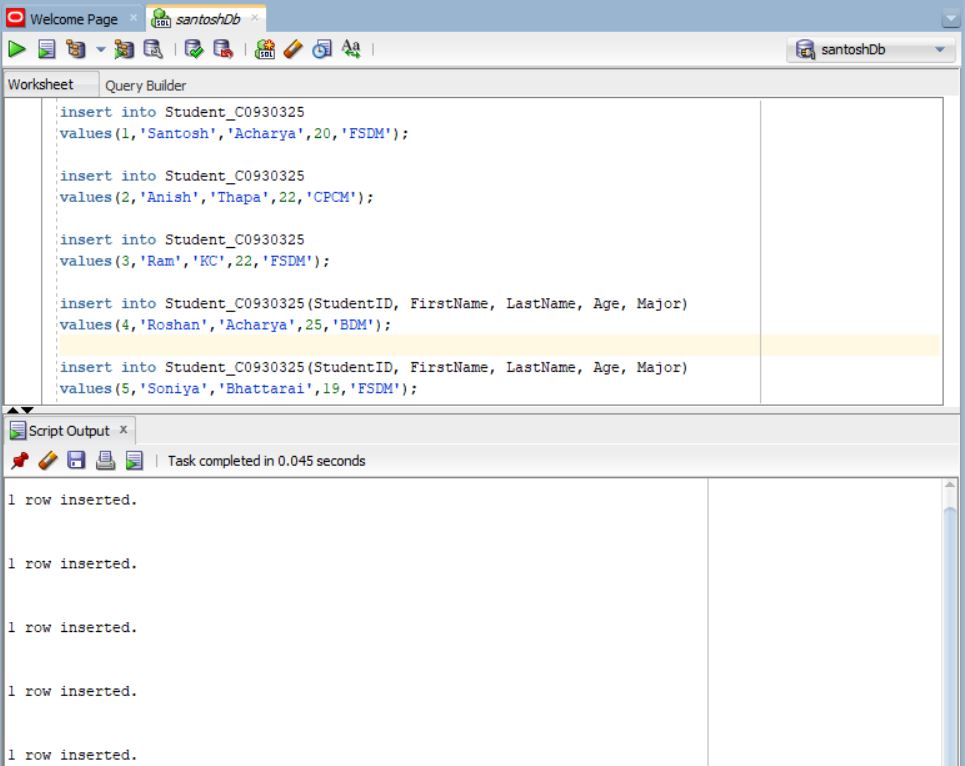 Welcome Page
santoshDb
santoshDb
Worksheet Query Builder
insert into Student_C0930325
values(1,'Santosh','Acharya',20,'FSDM');
insert into Student_C0930325
values(2,'Anish','Thapa',22,'CPCM');
insert into Student_C0930325
values(3,'Ram','KC',22,'FSDM');
insert into Student_C0930325(StudentID, FirstName, LastName, Age, Major)
values(4,'Roshan','Acharya',25,'BDM');
insert into Student_C0930325(StudentID, FirstName, LastName, Age, Major)
values(5,'Soniya','Bhattarai',19,'FSDM');
Script Output x
Task completed in 0.045 seconds
1 row inserted.
1 row inserted.
1 row inserted.
1 row inserted.
1 row inserted.